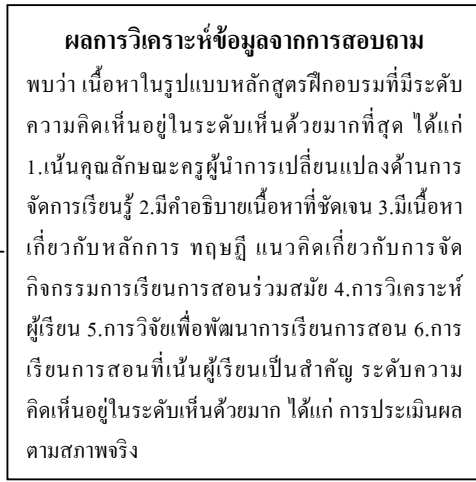 ผลการวิเคราะห์ข้อมูลจากการสอบถาม
พบว่า เนื้อหาในรูปแบบหลักสูตรฝึกอบรมที่มีระดับ
ความคิดเห็นอยู่ในระดับเห็นด้วยมากที่สุด ได้แก่
1.เน้นคุณลักษณะครูผู้นำการเปลี่ยนแปลงด้านการ
จัดการเรียนรู้ 2.มีคำอธิบายเนื้อหาที่ชัดเจน 3.มีเนื้อหา
เกี่ยวกับหลักการ ทฤษฎี แนวคิดเกี่ยวกับการจัด
กิจกรรมการเรียนการสอนร่วมสมัย 4.การวิเคราะห์
ผู้เรียน 5.การวิจัยเพื่อพัฒนาการเรียนการสอน 6.การ
เรียนการสอนที่เน้นผู้เรียนเป็นสำคัญ ระดับความ
คิดเห็นอยู่ในระดับเห็นด้วยมาก ได้แก่ การประเมินผล
ตามสภาพจริง